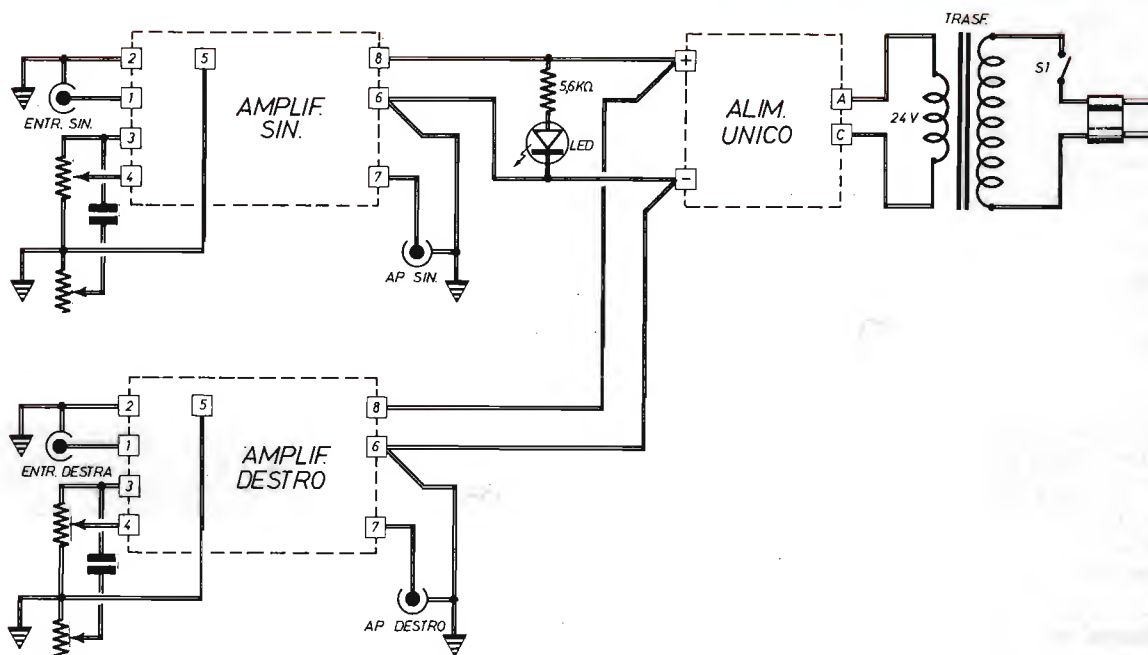 TRASF.
2
5
8
+
S1
1
AMPLIF.
SIN.
6
5,6KΩ
ALIM.
UNICO
A
24V
ENTR. SIN.
LED
C
3
4
7
-
AP SIN.
2
5
8
1
AMPLIF.
DESTRO
6
ENTR. DESTRA
3
4
7
AP DESTRO